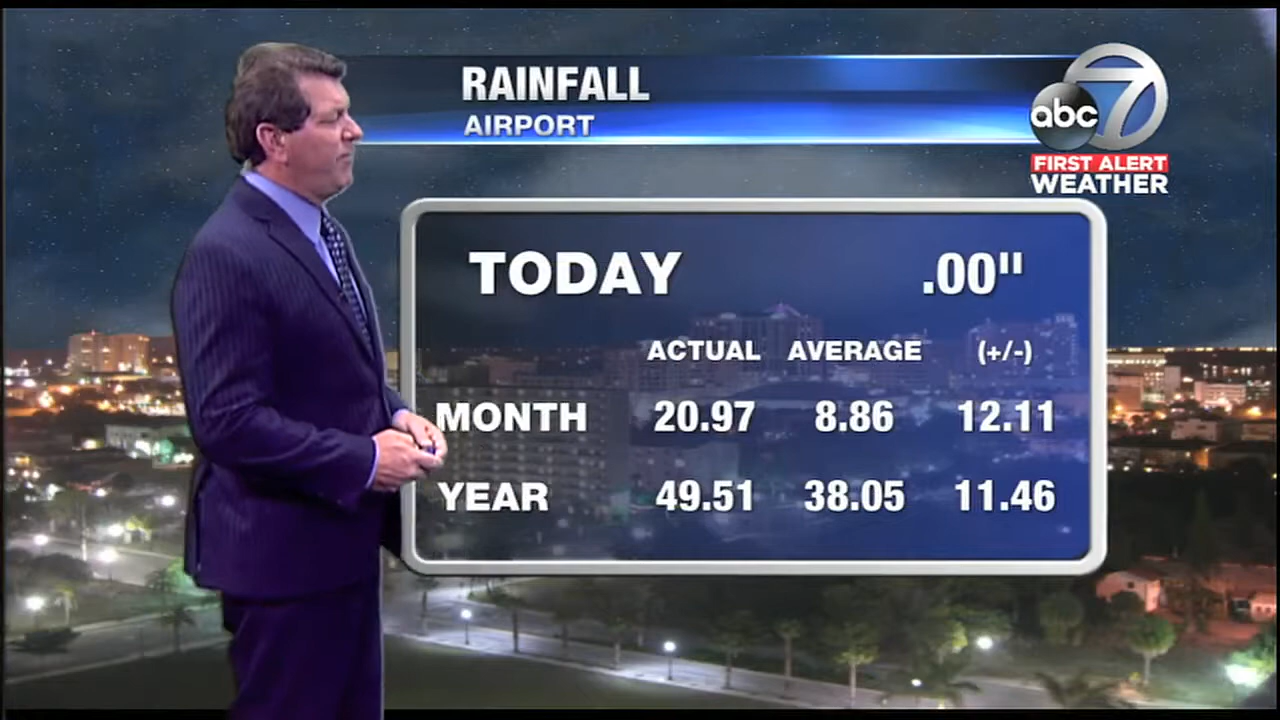 RAINFALL
AIRPORT
abc 7
FIRST ALERT
WEATHER
TODAY .00"
ACTUAL AVERAGE (+/-)
MONTH 20.97 8.86 12.11
YEAR 49.51 38.05 11.46